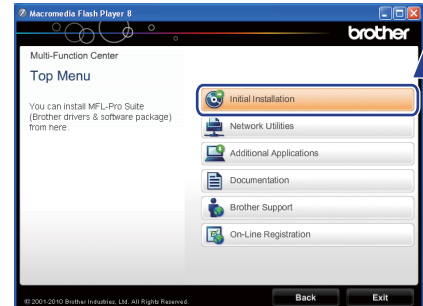 Macromedia Flash Player 8
brother
Multi-Function Center
Top Menu
You can install MFL-Pro Suite
(Brother drivers & software package)
from here.
Initial Installation
Network Utilities
Additional Applications
Documentation
Brother Support
On-Line Registration
© 2001-2010 Brother Industries, Ltd. All Rights Reserved.
Back
Exit